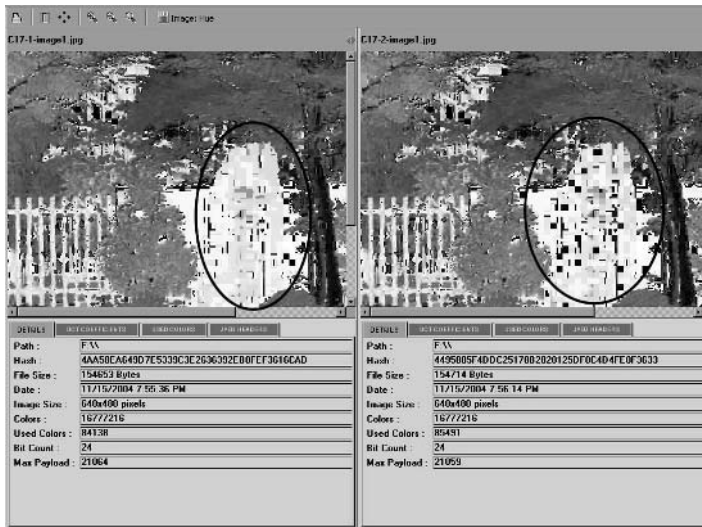 Image: Hue
C17-1-image1.jpg
C17-2-image1.jpg
DETAILS DCT COEFFICIENTS USED COLORS JPEG HEADERS
Path : F:\\
Hash :
File Size : 154653 Bytes
Date : 11/15/2004 7:55:36 PM
Image Size : 640x480 pixels
Colors : 16777216
Used Colors : 84138
Bit Count : 24
Max Payload : 21064
DETAILS DCT COEFFICIENTS USED COLORS JPEG HEADERS
Path : F:\\
Hash :
File Size : 154714 Bytes
Date : 11/15/2004 7:56:14 PM
Image Size : 640x480 pixels
Colors : 16777216
Used Colors : 85491
Bit Count : 24
Max Payload : 21059